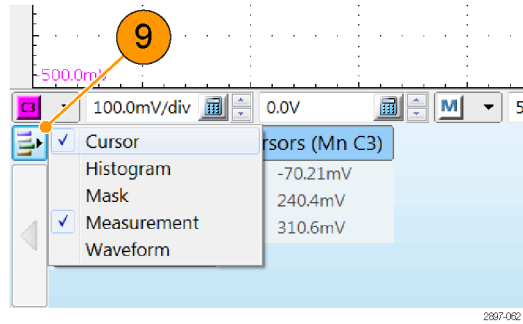 9
-500.0mV
C3 100.0mV/div 0.0V M 5
Cursor rsors (Mn C3)
Histogram -70.21mV
Mask 240.4mV
Measurement 310.6mV
Waveform
2897-062